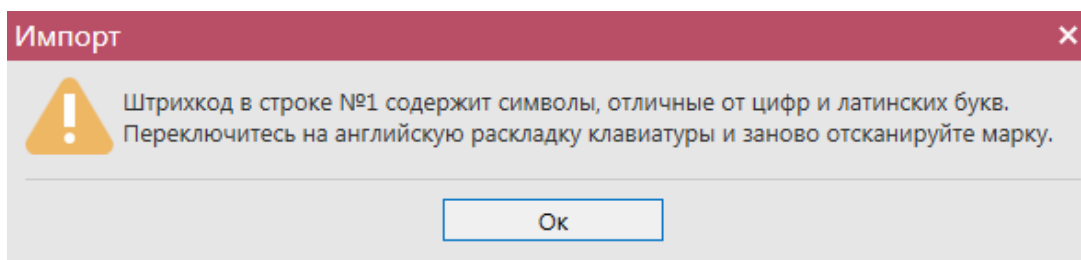 Импорт
Штрихкод в строке №1 содержит символы, отличные от цифр и латинских букв.
Переключитесь на английскую раскладку клавиатуры и заново отсканируйте марку.
Ок